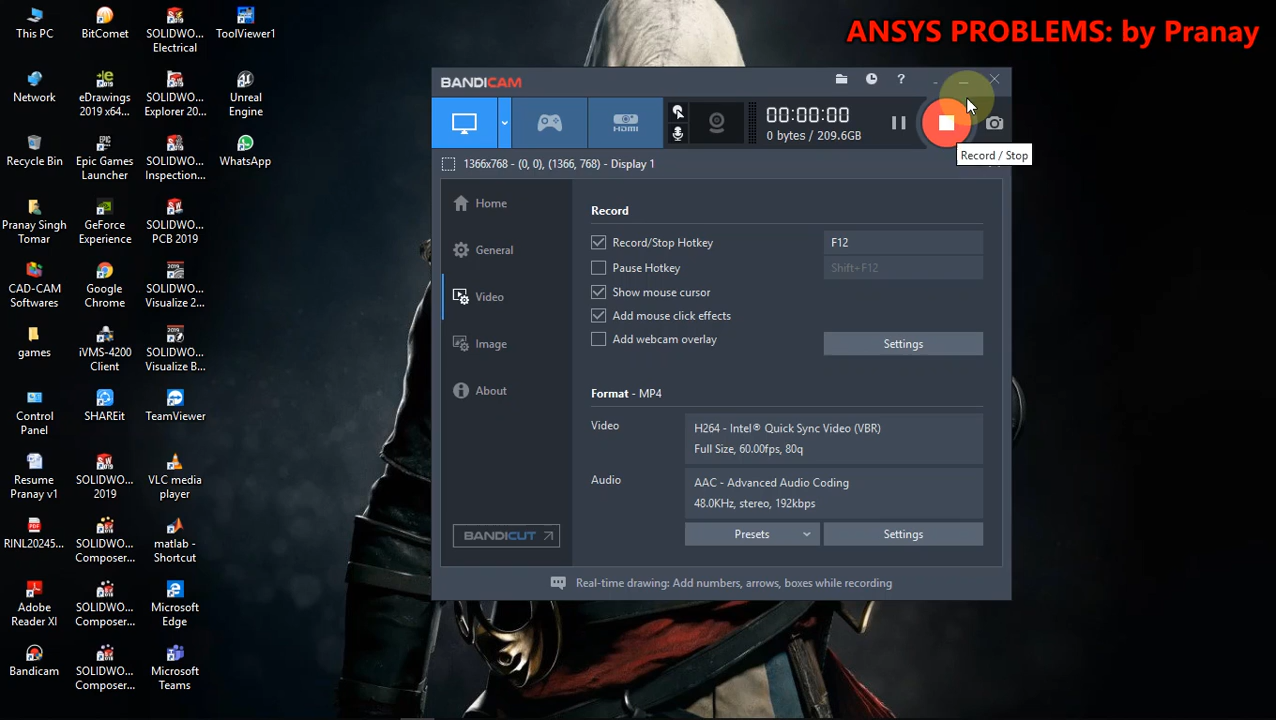 ANSYS PROBLEMS: by Pranay
This PC
BitComet
SOLIDWO...
Electrical
ToolViewer1
Network
eDrawings
2019 x64...
SOLIDWO...
Explorer 20...
Unreal
Engine
Recycle Bin
Epic Games
Launcher
SOLIDWO...
Inspection...
WhatsApp
Pranay Singh
Tomar
GeForce
Experience
SOLIDWO...
PCB 2019
CAD-CAM
Softwares
Google
Chrome
SOLIDWO...
Visualize 2...
games
iVMS-4200
Client
SOLIDWO...
Visualize B...
Control
Panel
SHAREit
TeamViewer
Resume
Pranay v1
SOLIDWO...
2019
VLC media
player
RINL20245...
SOLIDWO...
Composer...
matlab -
Shortcut
Adobe
Reader XI
SOLIDWO...
Composer...
Microsoft
Edge
Bandicam
SOLIDWO...
Composer...
Microsoft
Teams
BANDICAM
HDMI
00:00:00
0 bytes / 209.6GB
Record / Stop
1366x768 - (0, 0), (1366, 768) - Display 1
Home
General
Video
Image
About
BANDICUT
Record
Record/Stop Hotkey
F12
Pause Hotkey
Shift+F12
Show mouse cursor
Add mouse click effects
Add webcam overlay
Settings
Format - MP4
Video
H264 - Intel® Quick Sync Video (VBR)
Full Size, 60.00fps, 80q
Audio
AAC - Advanced Audio Coding
48.0KHz, stereo, 192kbps
Presets
Settings
Real-time drawing: Add numbers, arrows, boxes while recording